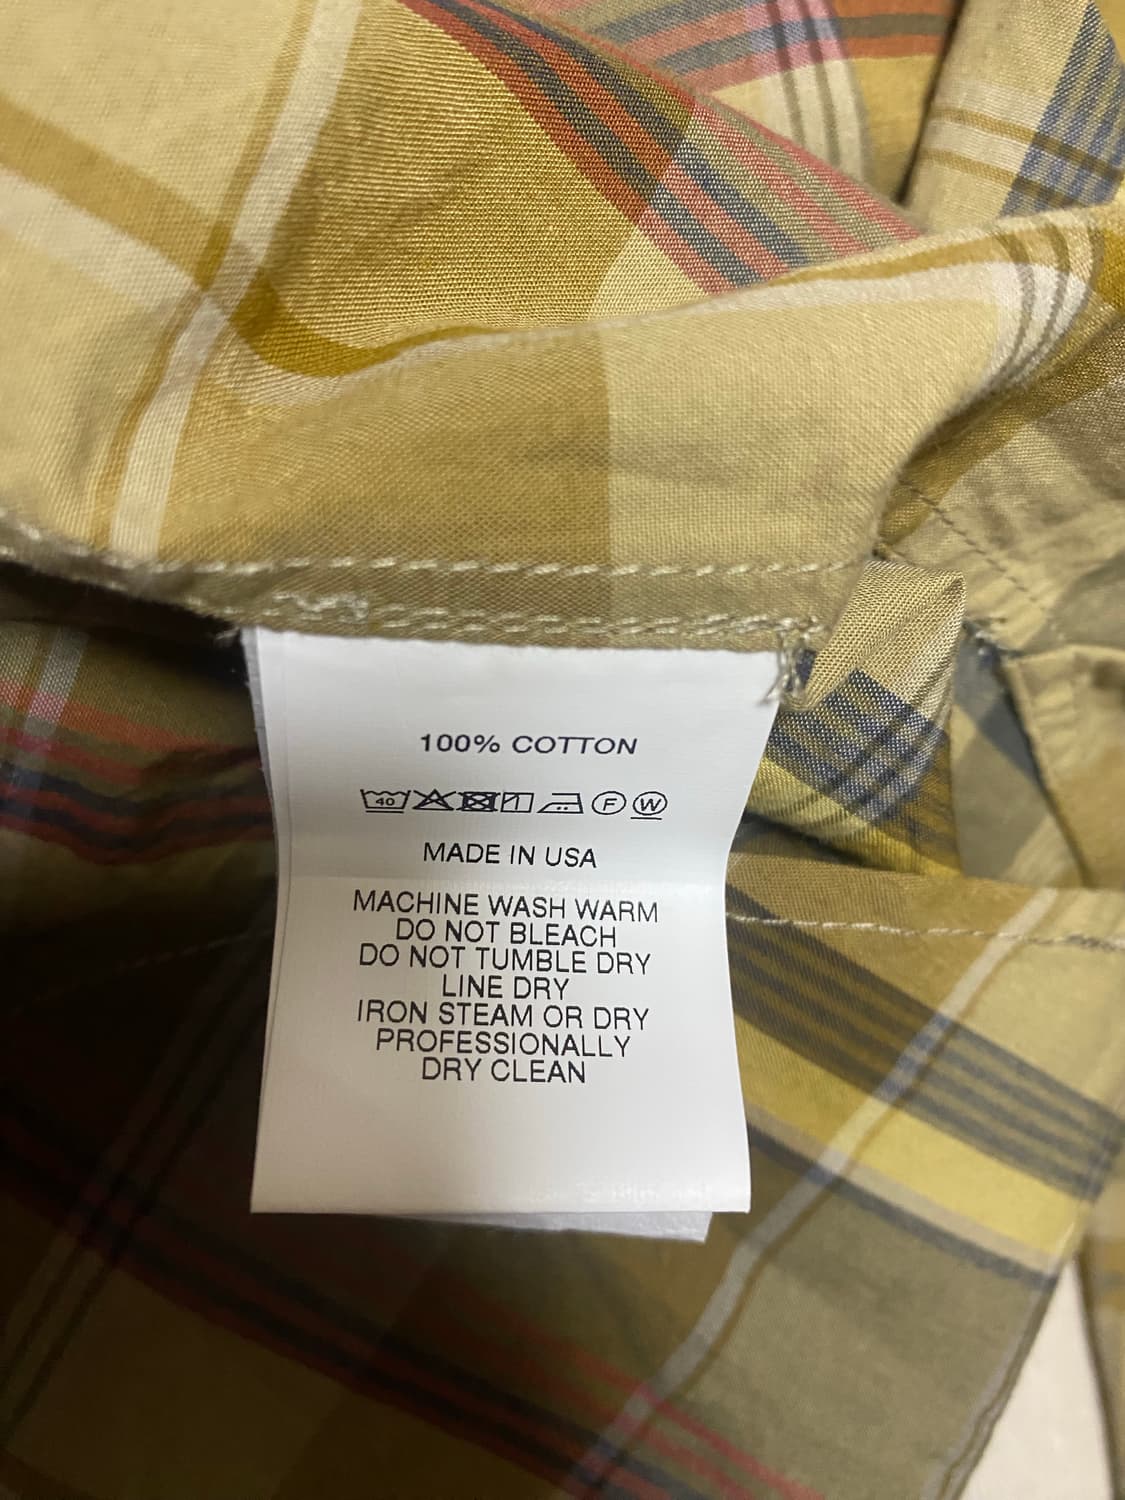 100% COTTON
40 F W
MADE IN USA
MACHINE WASH WARM
DO NOT BLEACH
DO NOT TUMBLE DRY
LINE DRY
IRON STEAM OR DRY
PROFESSIONALLY
DRY CLEAN